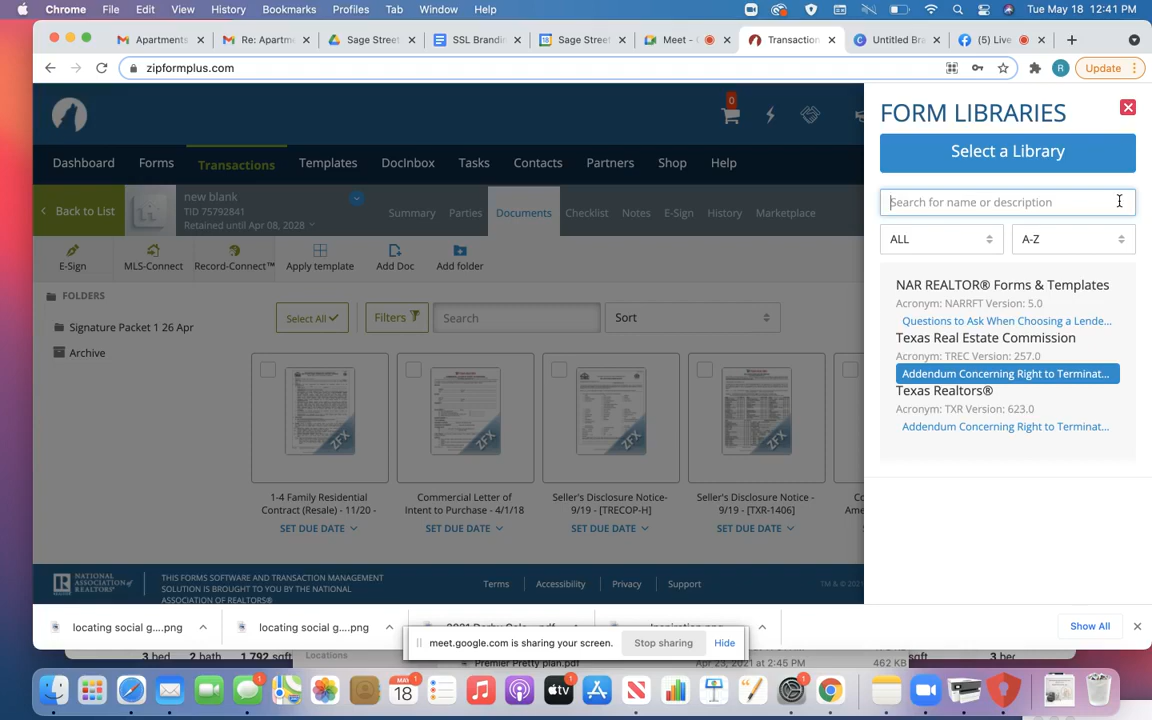 Chrome File Edit View History Bookmarks Profiles Tab Window Help Tue May 18 12:41 PM
Apartments Re: Apartm Sage Street SSL Brandi Sage Street Meet - Transaction Untitled Bra (5) Live
zipformplus.com Update
R
0
Dashboard Forms Transactions Templates DocInbox Tasks Contacts Partners Shop Help
Back to List
new blank
TID 75792841
Retained until Apr 08, 2028
Summary Parties Documents Checklist Notes E-Sign History Marketplace
E-Sign MLS-Connect Record-Connect™ Apply template Add Doc Add folder
FOLDERS
Signature Packet 1 26 Apr
Archive
Select All Filters Search Sort
ZFX ZFX ZFX ZFX
1-4 Family Residential
Contract (Resale) - 11/20 -
SET DUE DATE
Commercial Letter of
Intent to Purchase - 4/1/18
SET DUE DATE
Seller's Disclosure Notice-
9/19 - [TRECOP-H]
SET DUE DATE
Seller's Disclosure Notice -
9/19 - [TXR-1406]
SET DUE DATE
Co
Ame
S
FORM LIBRARIES
Select a Library
Search for name or description
ALL A-Z
NAR REALTOR® Forms & Templates
Acronym: NARRFT Version: 5.0
Questions to Ask When Choosing a Lende...
Texas Real Estate Commission
Acronym: TREC Version: 257.0
Addendum Concerning Right to Terminat...
Texas Realtors®
Acronym: TXR Version: 623.0
Addendum Concerning Right to Terminat...
NATIONAL
ASSOCIATION OF
REALTORS®
THIS FORMS SOFTWARE AND TRANSACTION MANAGEMENT
SOLUTION IS BROUGHT TO YOU BY THE NATIONAL
ASSOCIATION OF REALTORS®
Terms Accessibility Privacy Support
TM & © 2021
locating social g....png locating social g....png Show All
meet.google.com is sharing your screen. Stop sharing Hide
3 bed 2 bath 1,792 sqft
Locations
Premier Pretty plan.pdf Apr 23, 2021 at 2:45 PM 462 KB
MAY
18
1
1
1